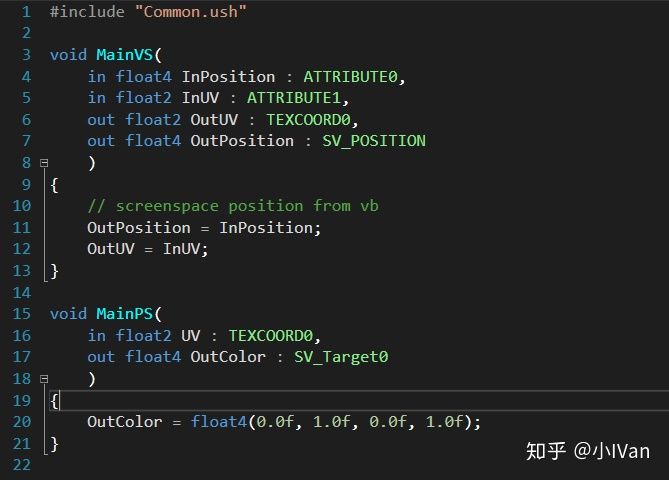 1 #include "Common.ush"
2
3 void MainVS(
4     in float4 InPosition : ATTRIBUTE0,
5     in float2 InUV : ATTRIBUTE1,
6     out float2 OutUV : TEXCOORD0,
7     out float4 OutPosition : SV_POSITION
8     )
9 {
10     // screenspace position from vb
11     OutPosition = InPosition;
12     OutUV = InUV;
13 }
14
15 void MainPS(
16     in float2 UV : TEXCOORD0,
17     out float4 OutColor : SV_Target0
18     )
19 {
20     OutColor = float4(0.0f, 1.0f, 0.0f, 1.0f);
21 }
22
知乎 @小IVan